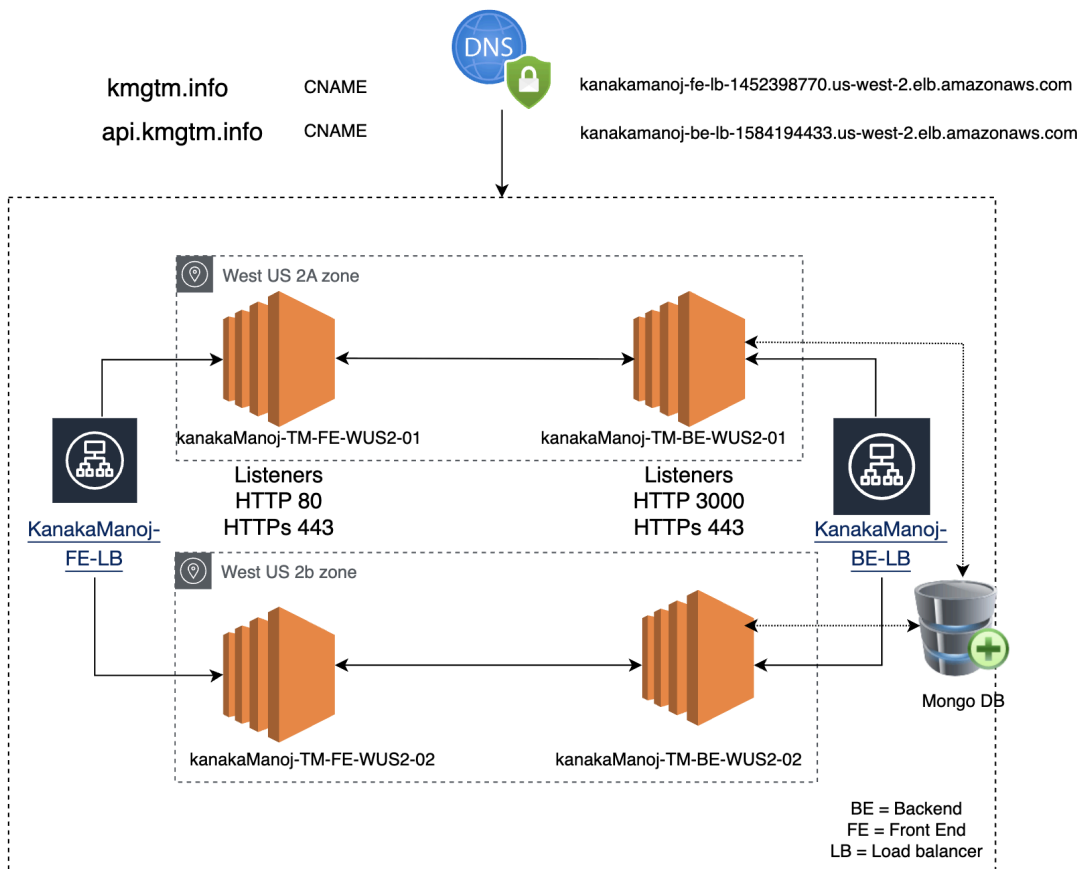 DNS
kmgtm.info CNAME kanakamanoj-fe-lb-1452398770.us-west-2.elb.amazonaws.com
api.kmgtm.info CNAME kanakamanoj-be-lb-1584194433.us-west-2.elb.amazonaws.com
West US 2A zone
kanakaManoj-TM-FE-WUS2-01
kanakaManoj-TM-BE-WUS2-01
Listeners
HTTP 80
HTTPs 443
Listeners
HTTP 3000
HTTPs 443
KanakaManoj-
FE-LB
KanakaManoj-
BE-LB
West US 2b zone
kanakaManoj-TM-FE-WUS2-02
kanakaManoj-TM-BE-WUS2-02
Mongo DB
BE = Backend
FE = Front End
LB = Load balancer